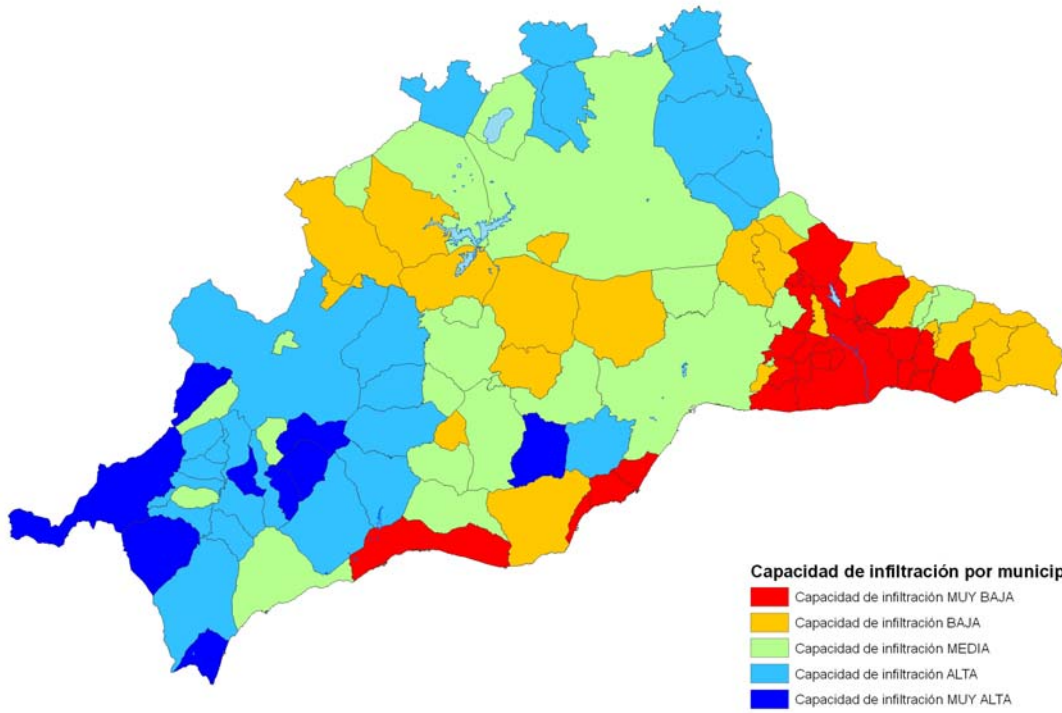 Capacidad de infiltración por municip
Capacidad de infiltración MUY BAJA
Capacidad de infiltración BAJA
Capacidad de infiltración MEDIA
Capacidad de infiltración ALTA
Capacidad de infiltración MUY ALTA